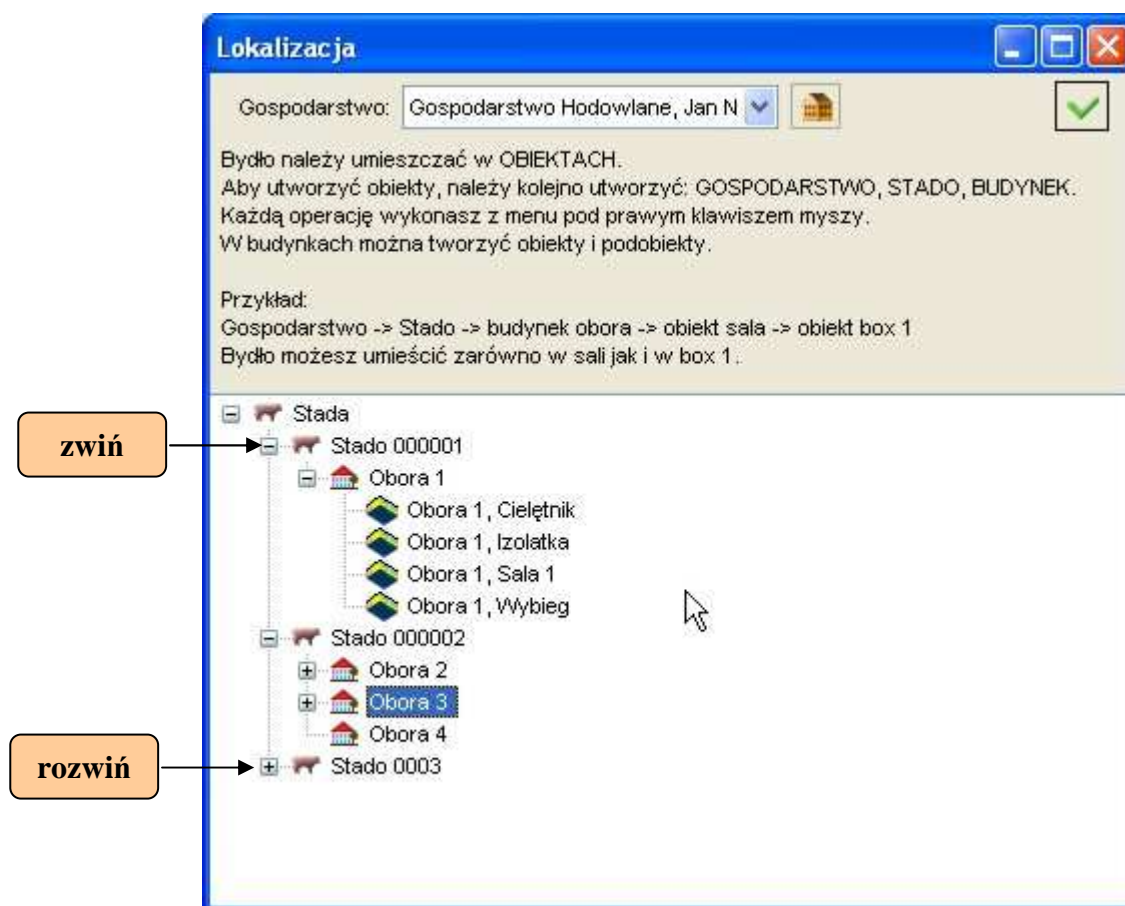 Lokalizacja
Gospodarstwo: Gospodarstwo Hodowlane, Jan N
Bydło należy umieszczać w OBIEKTACH.
Aby utworzyć obiekty, należy kolejno utworzyć: GOSPODARSTWO, STADO, BUDYNEK.
Każdą operację wykonasz z menu pod prawym klawiszem myszy.
W budynkach można tworzyć obiekty i podobiekty.
Przykład:
Gospodarstwo -> Stado -> budynek obora -> obiekt sala -> obiekt box 1
Bydło możesz umieścić zarówno w sali jak i w box 1.
Stada
zwiń
Stado 000001
Obora 1
Obora 1, Cielętnik
Obora 1, Izolatka
Obora 1, Sala 1
Obora 1, Wybieg
Stado 000002
Obora 2
Obora 3
Obora 4
rozwiń
Stado 0003